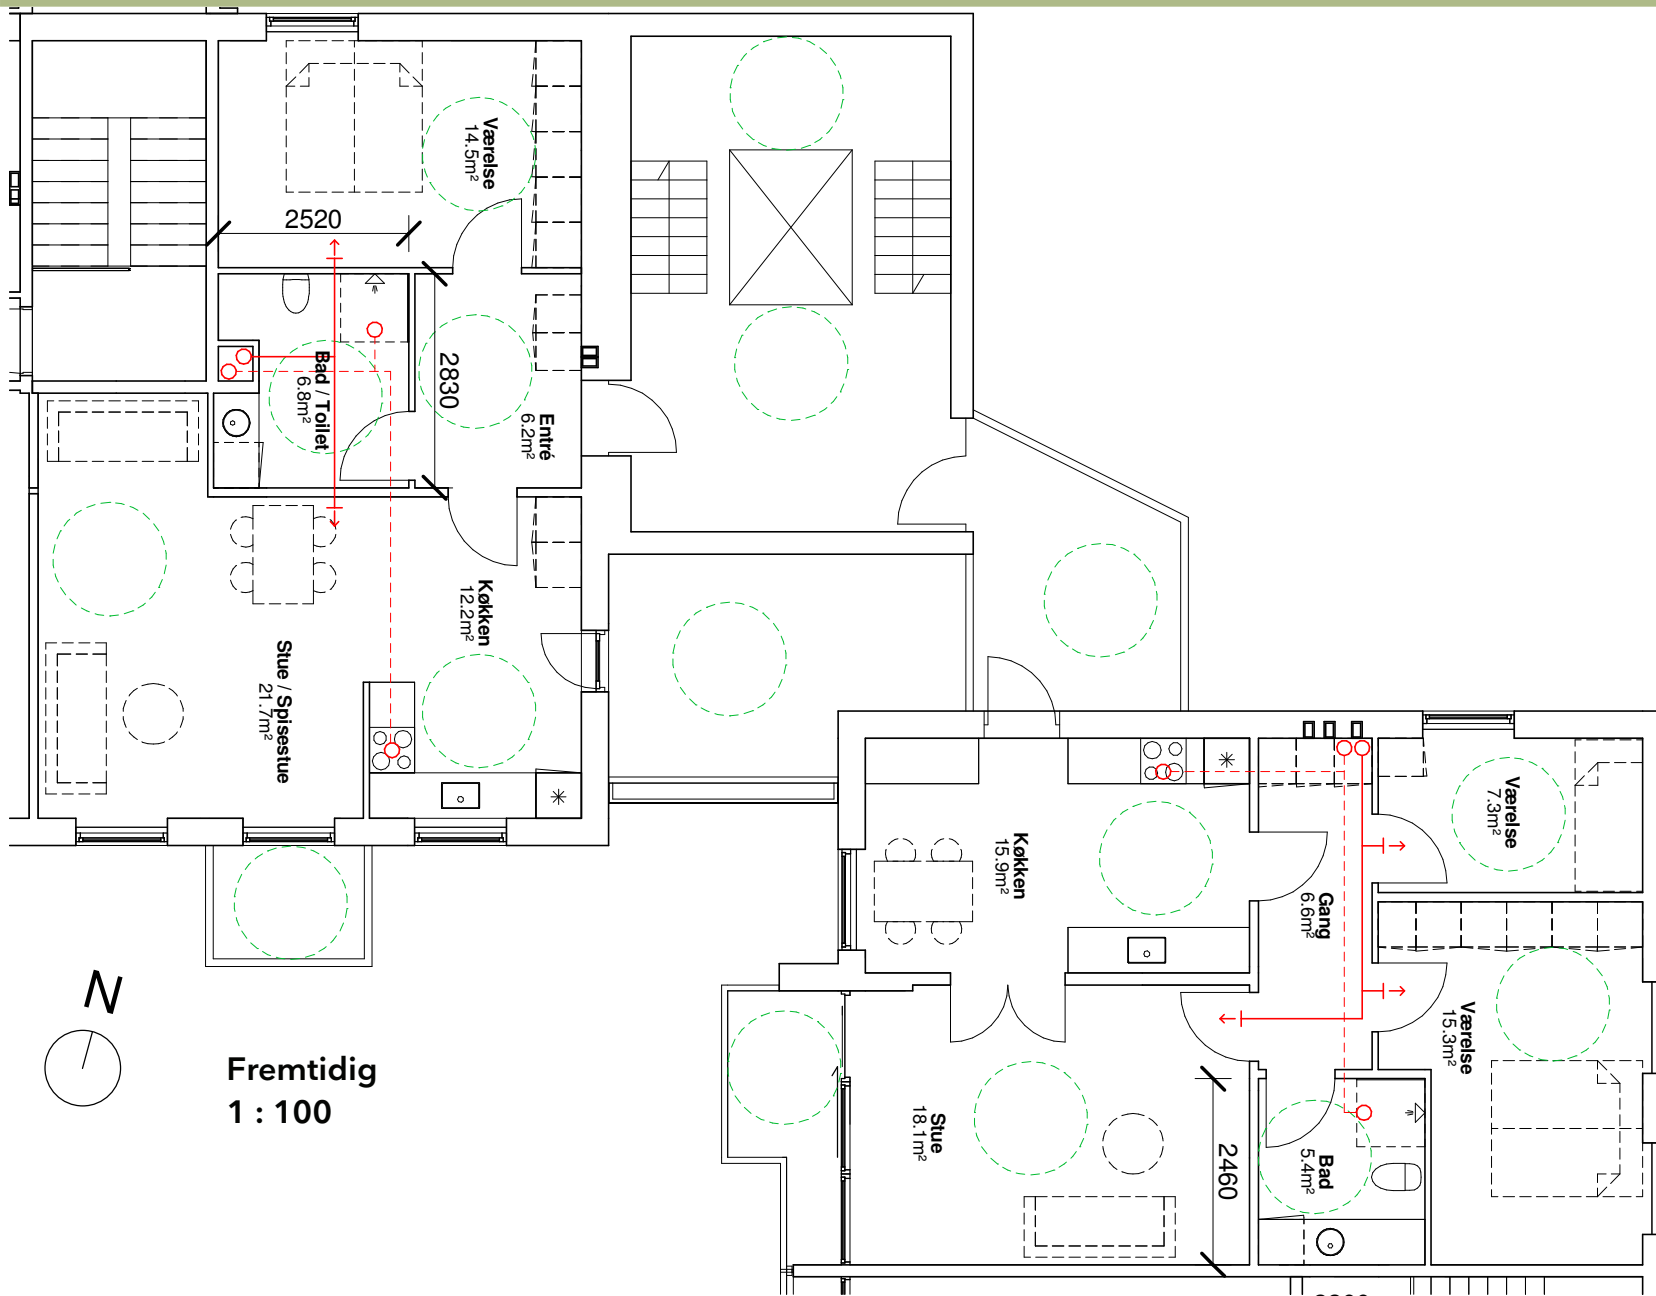 Værelse
14.5m²
2520
Bad / Toilet
6.8m²
2830
Entré
6.2m²
Køkken
12.2m²
Stue / Spisestue
21.7m²
Køkken
15.9m²
Gang
6.6m²
Værelse
7.3m²
Værelse
15.3m²
Stue
18.1m²
2460
Bad
5.4m²
N
Fremtidig
1 : 100